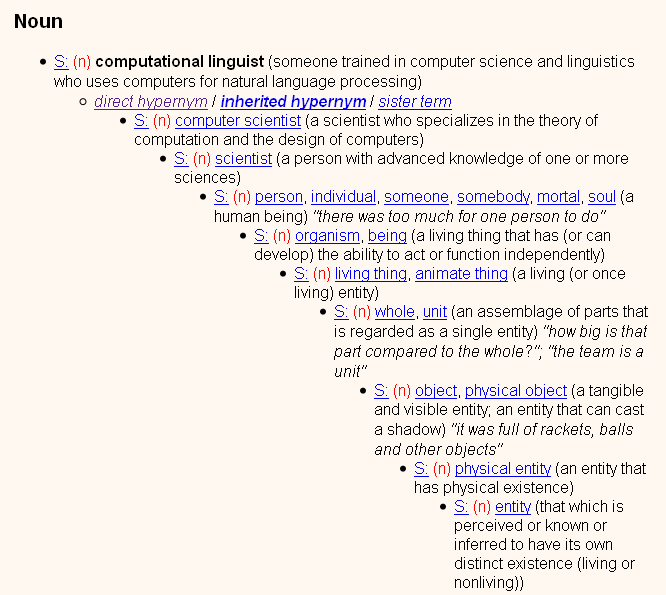 Noun
S: (n) computational linguist (someone trained in computer science and linguistics
who uses computers for natural language processing)
direct hypernym / inherited hypernym / sister term
S: (n) computer scientist (a scientist who specializes in the theory of
computation and the design of computers)
S: (n) scientist (a person with advanced knowledge of one or more
sciences)
S: (n) person, individual, someone, somebody, mortal, soul (a
human being) "there was too much for one person to do"
S: (n) organism, being (a living thing that has (or can
develop) the ability to act or function independently)
S: (n) living thing, animate thing (a living (or once
living) entity)
S: (n) whole, unit (an assemblage of parts that
is regarded as a single entity) "how big is that
part compared to the whole?"; "the team is a
unit"
S: (n) object, physical object (a tangible
and visible entity; an entity that can cast
a shadow) "it was full of rackets, balls
and other objects"
S: (n) physical entity (an entity that
has physical existence)
S: (n) entity (that which is
perceived or known or
inferred to have its own
distinct existence (living or
nonliving))